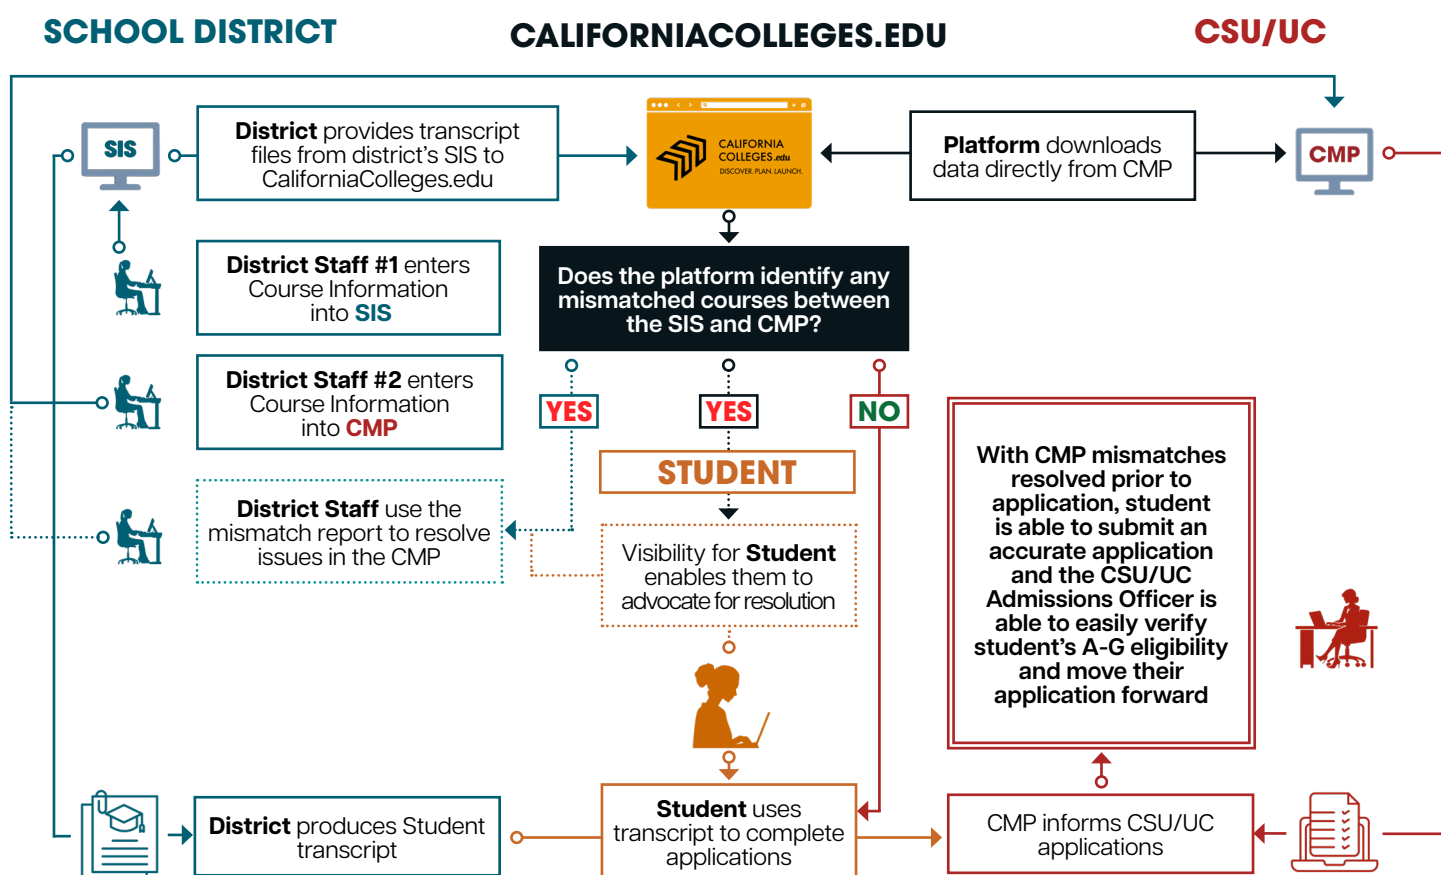 SCHOOL DISTRICT
CALIFORNIACOLLEGES.EDU
CSU/UC
SIS
District provides transcript
files from district's SIS to
CaliforniaColleges.edu
CALIFORNIA
COLLEGES.edu
DISCOVER. PLAN. LAUNCH.
Platform downloads
data directly from CMP
CMP
District Staff #1 enters
Course Information
into SIS
Does the platform identify any
mismatched courses between
the SIS and CMP?
District Staff #2 enters
Course Information
into CMP
YES
YES
NO
STUDENT
District Staff use the
mismatch report to resolve
issues in the CMP
Visibility for Student
enables them to
advocate for resolution
With CMP mismatches
resolved prior to
application, student
is able to submit an
accurate application
and the CSU/UC
Admissions Officer is
able to easily verify
student's A-G eligibility
and move their
application forward
District produces Student
transcript
Student uses
transcript to complete
applications
CMP informs CSU/UC
applications